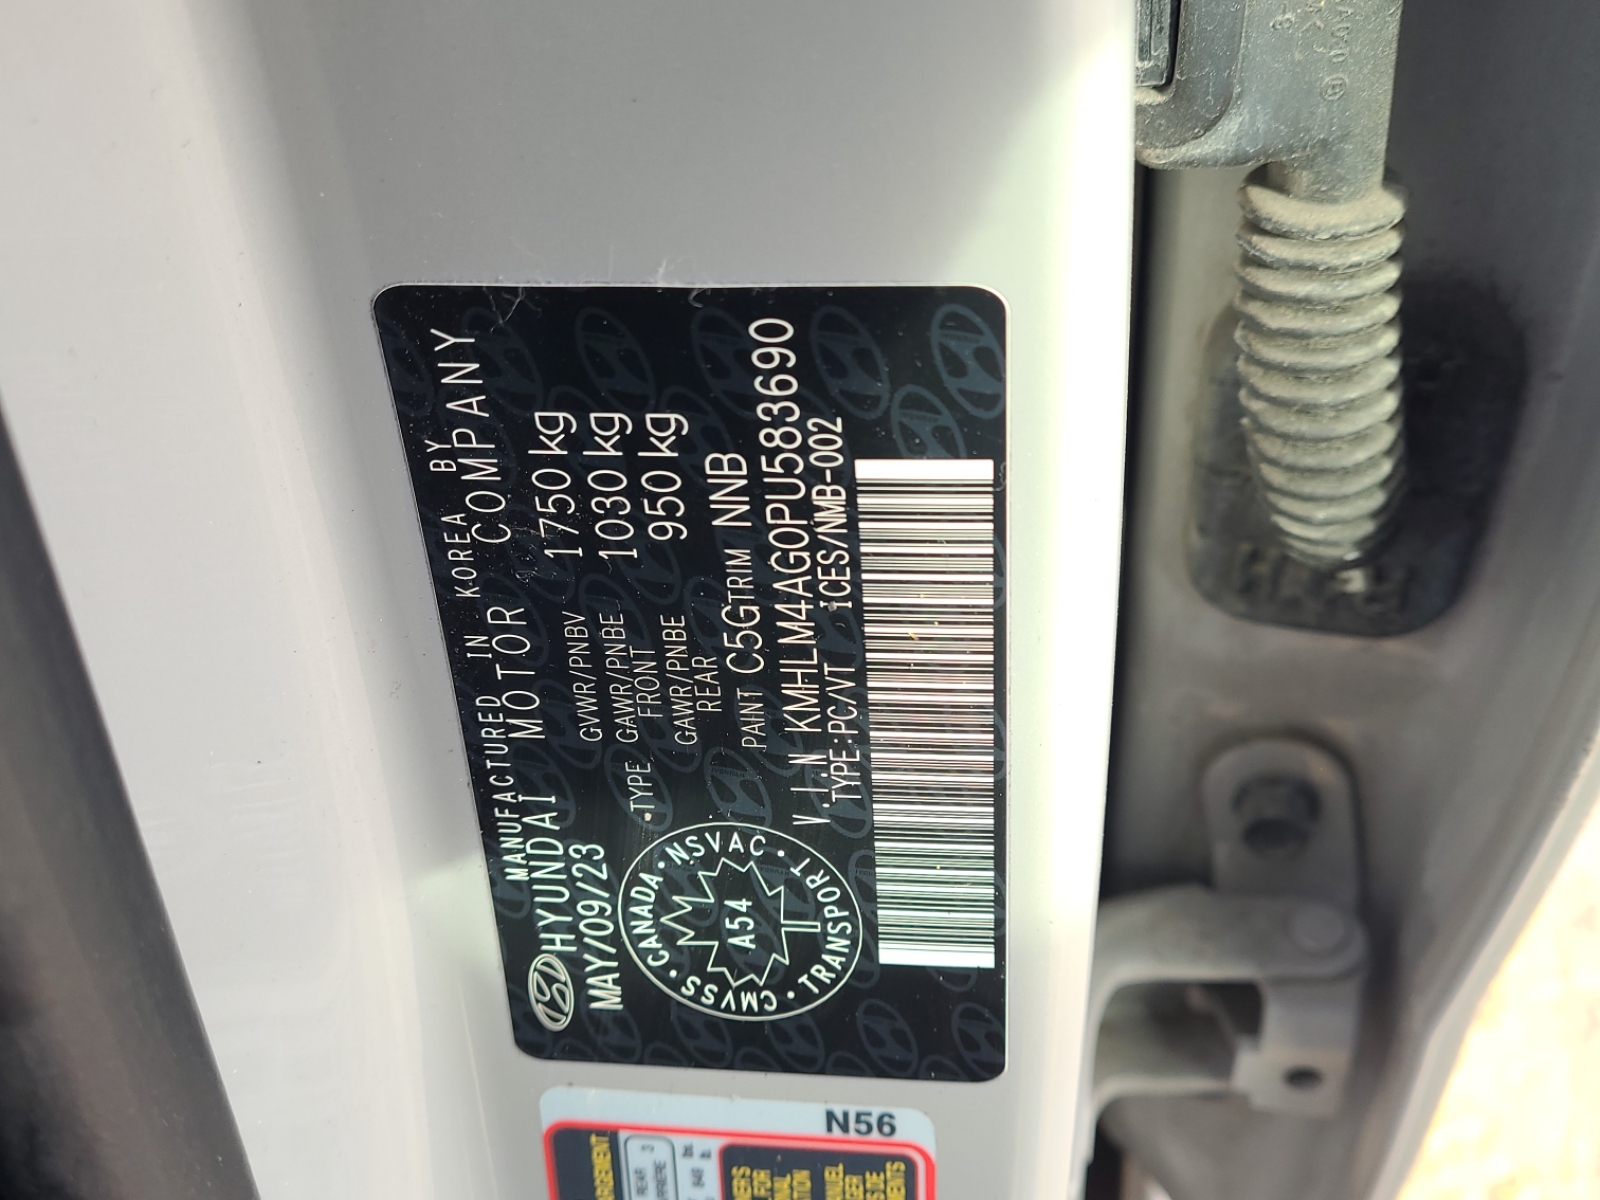 MANUFACTURED IN KOREA BY
HYUNDAI MOTOR COMPANY
MAY/09/23
GVWR/PNBV 1750 kg
TYPE GAWR/PNBE FRONT 1030 kg
GAWR/PNBE REAR 950 kg
PAINT C5G TRIM NNB
V.I.N KMHLM4AG0PU583690
TYPE:PC/VT ICES/NMB-002
CANADA · NSVAC · TRANSPORT · CMVSS ·
A54
N56
REAR